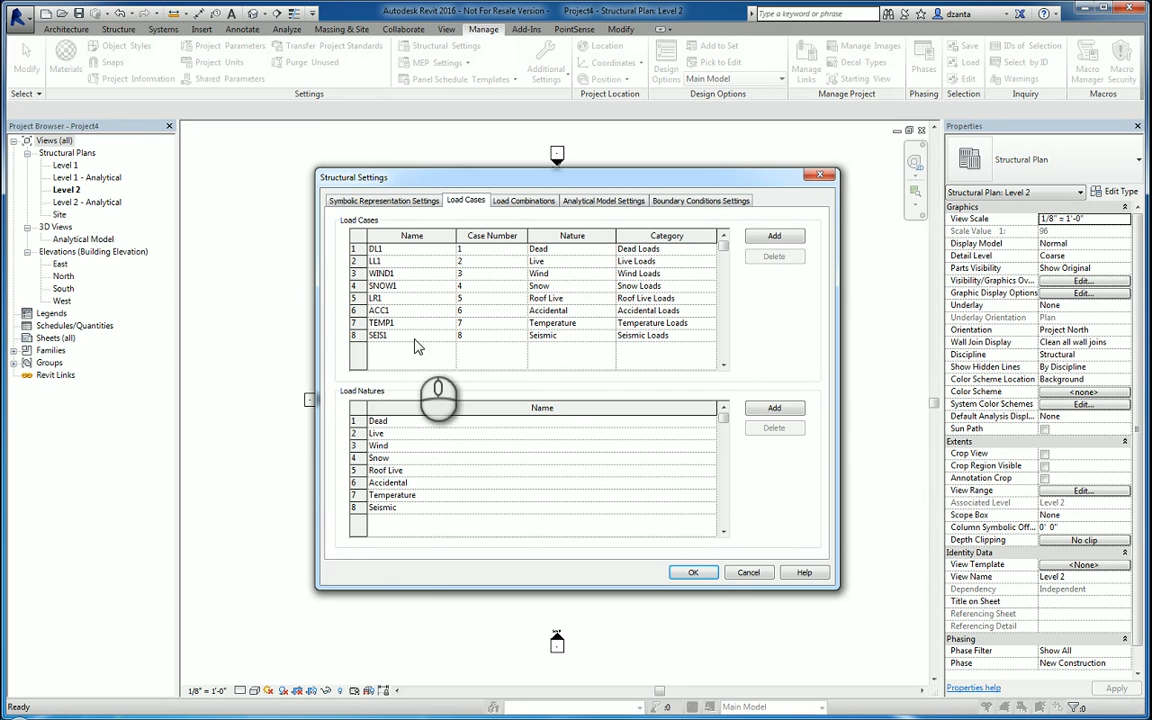 Autodesk Revit 2016 - Not For Resale Version - Project4 - Structural Plan: Level 2
Type a keyword or phrase
dzanta
Architecture Structure Systems Insert Annotate Analyze Massing & Site Collaborate View Manage Add-Ins PointSense Modify
Modify
Materials
Object Styles
Snaps
Project Information
Project Parameters
Project Units
Shared Parameters
Transfer Project Standards
Purge Unused
Structural Settings
MEP Settings
Panel Schedule Templates
Additional Settings
Location
Coordinates
Position
Design Options
Add to Set
Pick to Edit
Main Model
Manage Links
Manage Images
Decal Types
Starting View
Phases
Save
Load
Edit
IDs of Selection
Select by ID
Warnings
Macro Manager
Macro Security
Select Settings Project Location Design Options Manage Project Phasing Selection Inquiry Macros
Project Browser - Project4
Views (all)
Structural Plans
Level 1
Level 1 - Analytical
Level 2
Level 2 - Analytical
Site
3D Views
Analytical Model
Elevations (Building Elevation)
East
North
South
West
Legends
Schedules/Quantities
Sheets (all)
Families
Groups
Revit Links
Structural Settings
Symbolic Representation Settings Load Cases Load Combinations Analytical Model Settings Boundary Conditions Settings
Load Cases
Name Case Number Nature Category
1 DL1 1 Dead Dead Loads
2 LL1 2 Live Live Loads
3 WIND1 3 Wind Wind Loads
4 SNOW1 4 Snow Snow Loads
5 LR1 5 Roof Live Roof Live Loads
6 ACC1 6 Accidental Accidental Loads
7 TEMP1 7 Temperature Temperature Loads
8 SEIS1 8 Seismic Seismic Loads
Add
Delete
Load Natures
Name
1 Dead
2 Live
3 Wind
4 Snow
5 Roof Live
6 Accidental
7 Temperature
8 Seismic
Add
Delete
OK Cancel Help
Properties
Structural Plan
Structural Plan: Level 2 Edit Type
Graphics
View Scale 1/8" = 1'-0"
Scale Value 1: 96
Display Model Normal
Detail Level Coarse
Parts Visibility Show Original
Visibility/Graphics Ov... Edit...
Graphic Display Options Edit...
Underlay None
Underlay Orientation Plan
Orientation Project North
Wall Join Display Clean all wall joins
Discipline Structural
Show Hidden Lines By Discipline
Color Scheme Location Background
Color Scheme <none>
System Color Schemes Edit...
Default Analysis Displ... None
Sun Path
Extents
Crop View
Crop Region Visible
Annotation Crop
View Range Edit...
Associated Level Level 2
Scope Box None
Column Symbolic Off... 0' 0"
Depth Clipping No clip
Identity Data
View Template <None>
View Name Level 2
Dependency Independent
Title on Sheet
Referencing Sheet
Referencing Detail
Phasing
Phase Filter Show All
Phase New Construction
Properties help Apply
1/8" = 1'-0"
Ready
:0
Main Model
:0